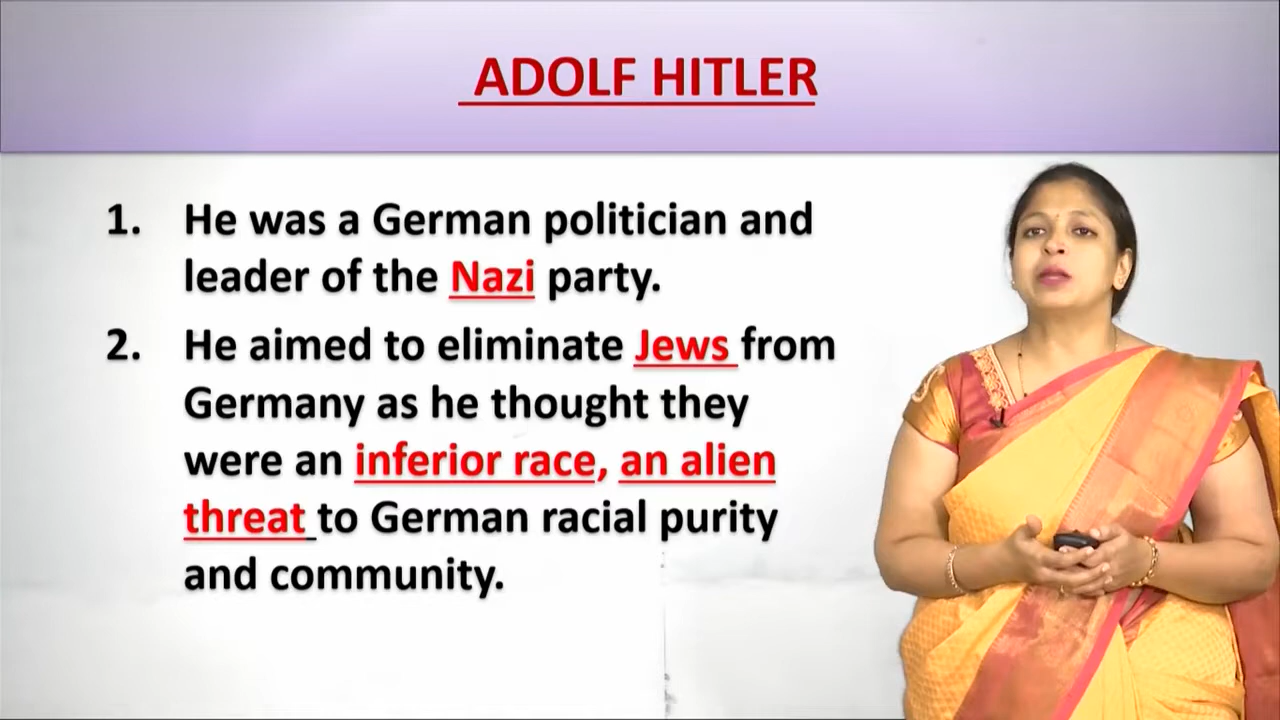 ADOLF HITLER
1. He was a German politician and
leader of the Nazi party.
2. He aimed to eliminate Jews from
Germany as he thought they
were an inferior race, an alien
threat to German racial purity
and community.